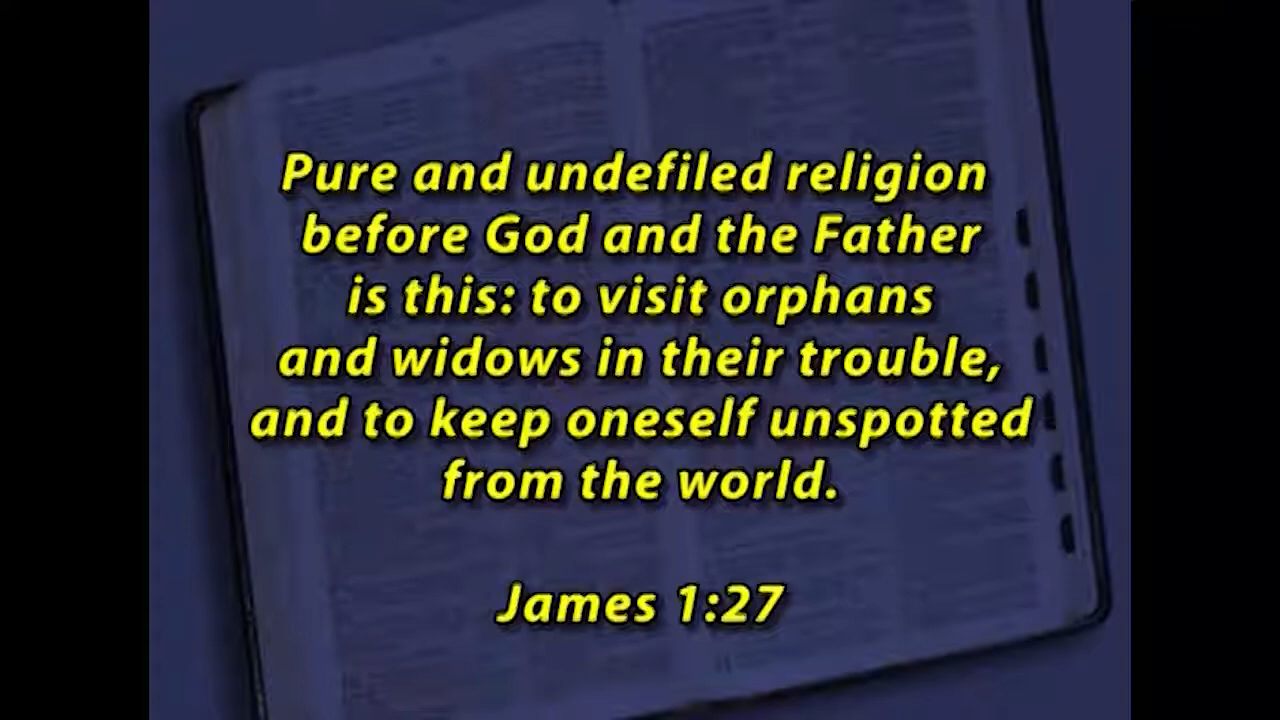 Pure and undefiled religion
before God and the Father
is this: to visit orphans
and widows in their trouble,
and to keep oneself unspotted
from the world.
James 1:27